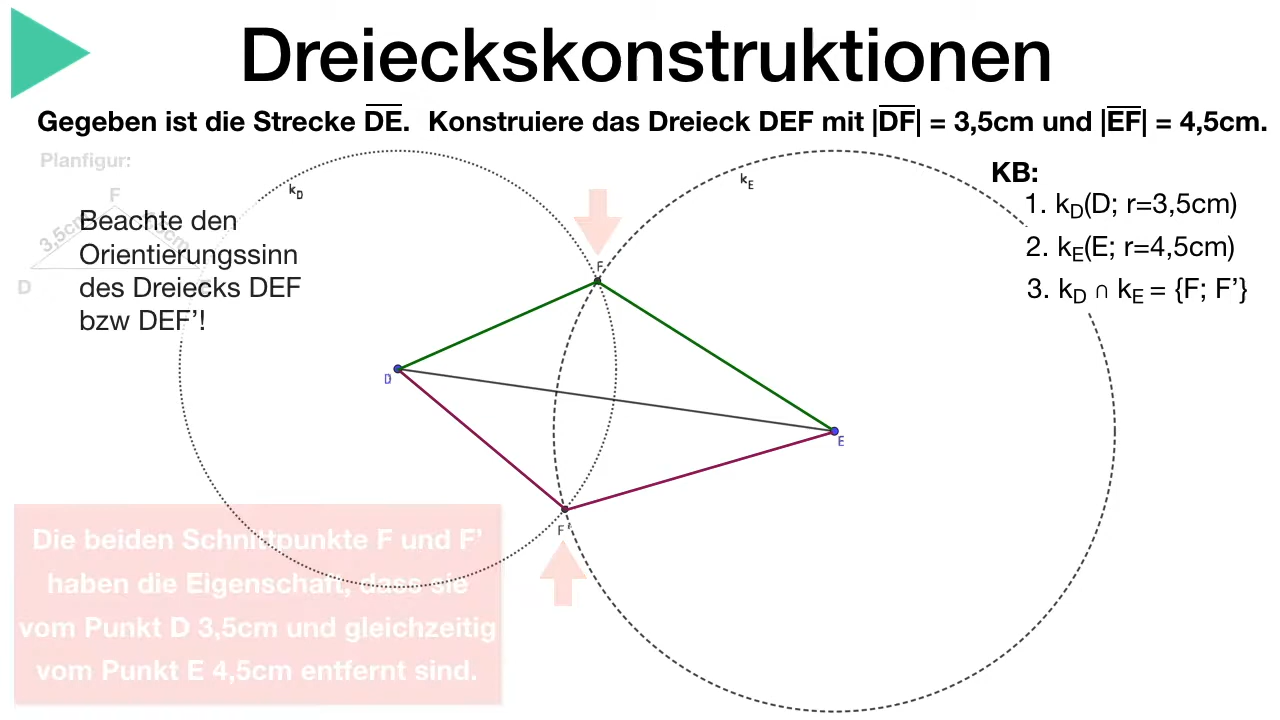 Dreieckskonstruktionen
Gegeben ist die Strecke D̅E̅. Konstruiere das Dreieck DEF mit |D̅F̅| = 3,5cm und |E̅F̅| = 4,5cm.
Planfigur:
F
3,5cm
D
Beachte den
Orientierungssinn
des Dreiecks DEF
bzw DEF’!
k_D
k_E
KB:
1. k_D(D; r=3,5cm)
2. k_E(E; r=4,5cm)
3. k_D ∩ k_E = {F; F’}
F
D
E
F'
Die beiden Schnittpunkte F und F’
haben die Eigenschaft, dass sie
vom Punkt D 3,5cm und gleichzeitig
vom Punkt E 4,5cm entfernt sind.